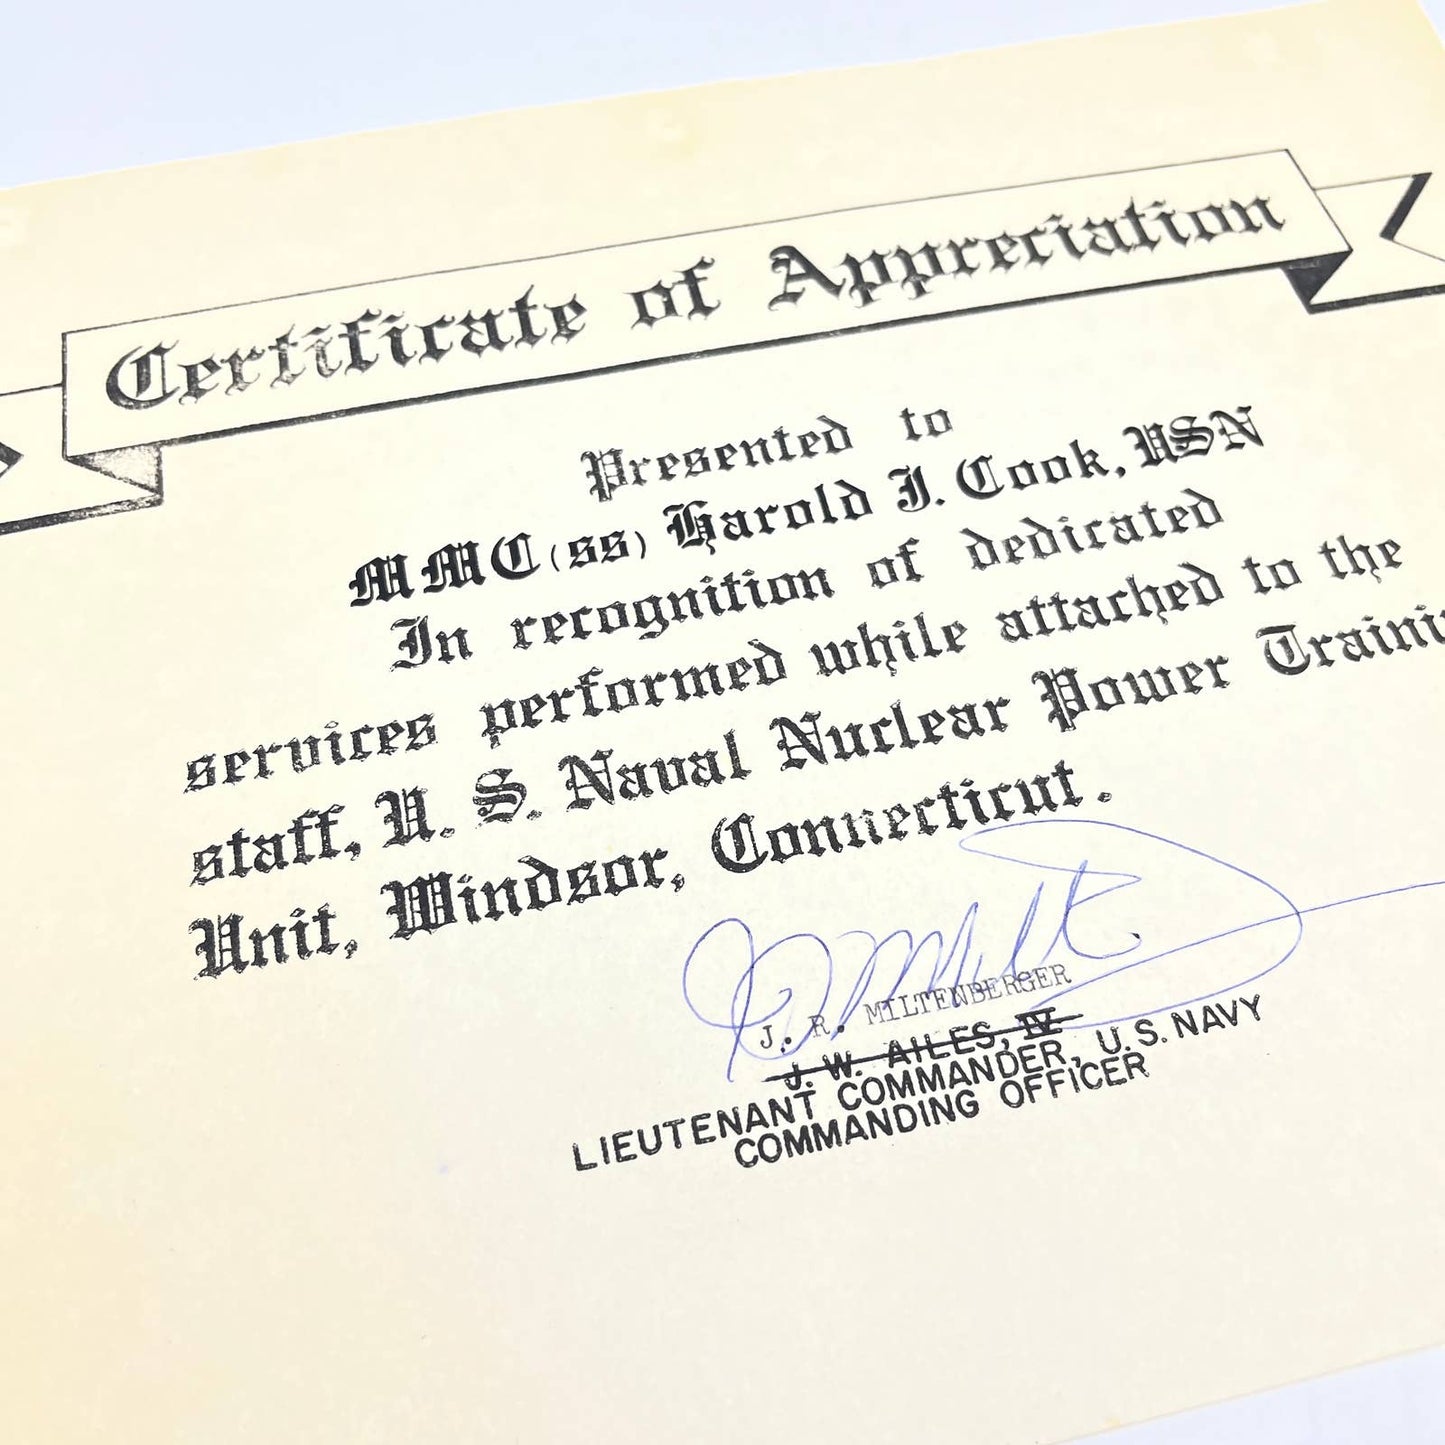 Certificate of Appreciation
Presented to
MMC(SS) Harold J. Cook, USN
In recognition of dedicated
services performed while attached to the
staff, U. S. Naval Nuclear Power Traini
Unit, Windsor, Connecticut.
J. R. MILTENBERGER
J. W. AILES, IV
LIEUTENANT COMMANDER, U.S. NAVY
COMMANDING OFFICER